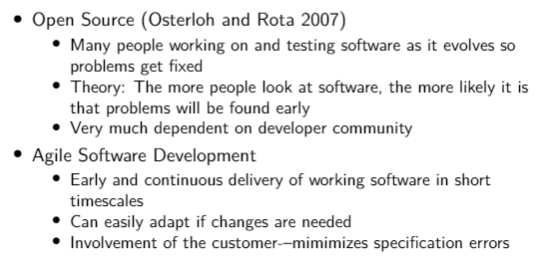 • Open Source (Osterloh and Rota 2007)
• Many people working on and testing software as it evolves so
problems get fixed
• Theory: The more people look at software, the more likely it is
that problems will be found early
• Very much dependent on developer community
• Agile Software Development
• Early and continuous delivery of working software in short
timescales
• Can easily adapt if changes are needed
• Involvement of the customer-–mimimizes specification errors